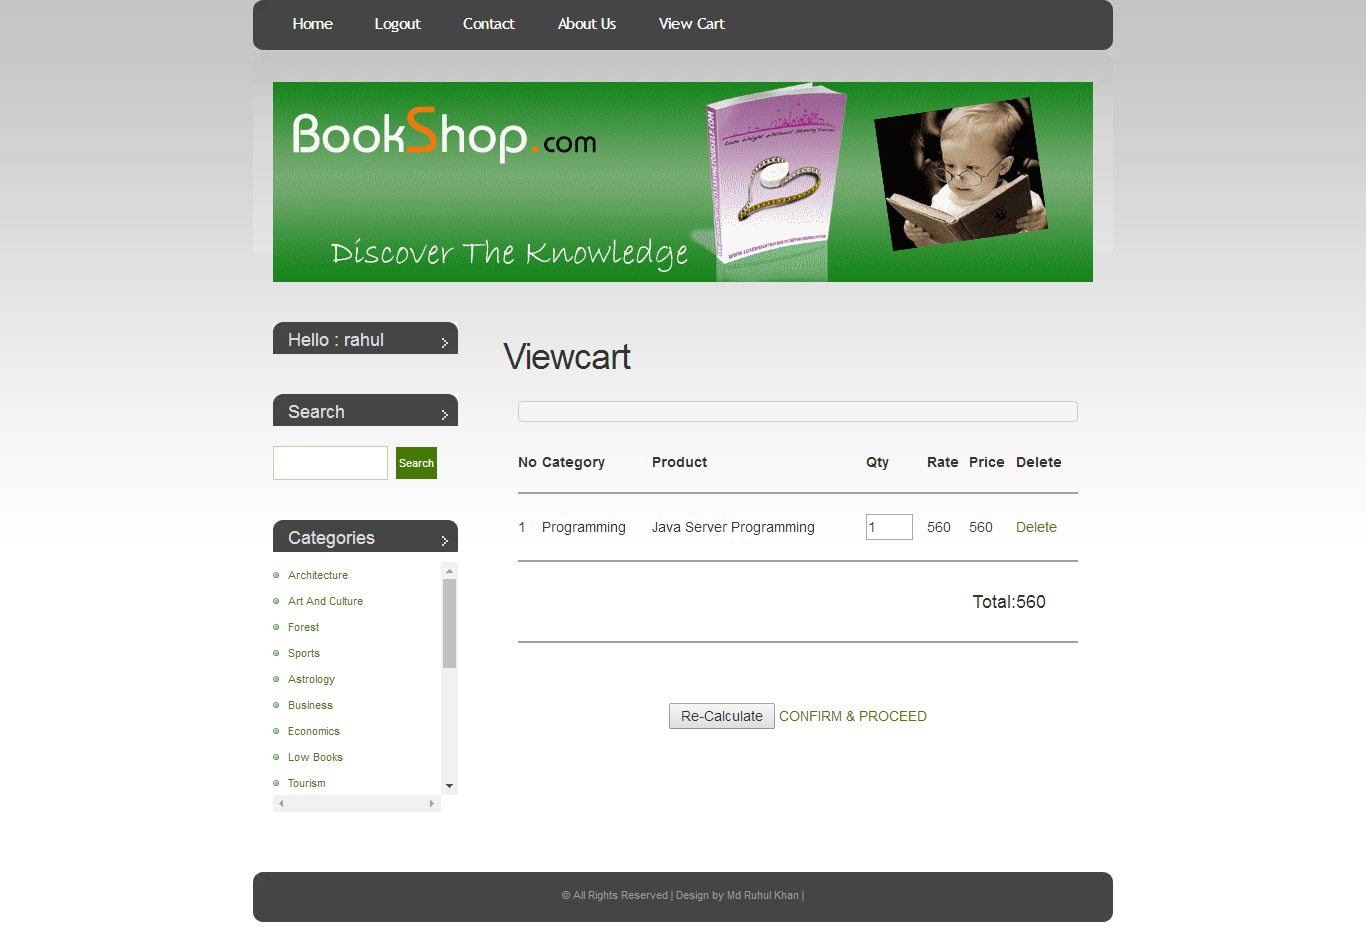 Home Logout Contact About Us View Cart
BookShop.com
Discover The Knowledge
Hello : rahul
Viewcart
Search
Search
No Category Product Qty Rate Price Delete
1 Programming Java Server Programming 1 560 560 Delete
Total:560
Re-Calculate CONFIRM & PROCEED
Categories
Architecture
Art And Culture
Forest
Sports
Astrology
Business
Economics
Low Books
Tourism
© All Rights Reserved | Design by Md Ruhul Khan |